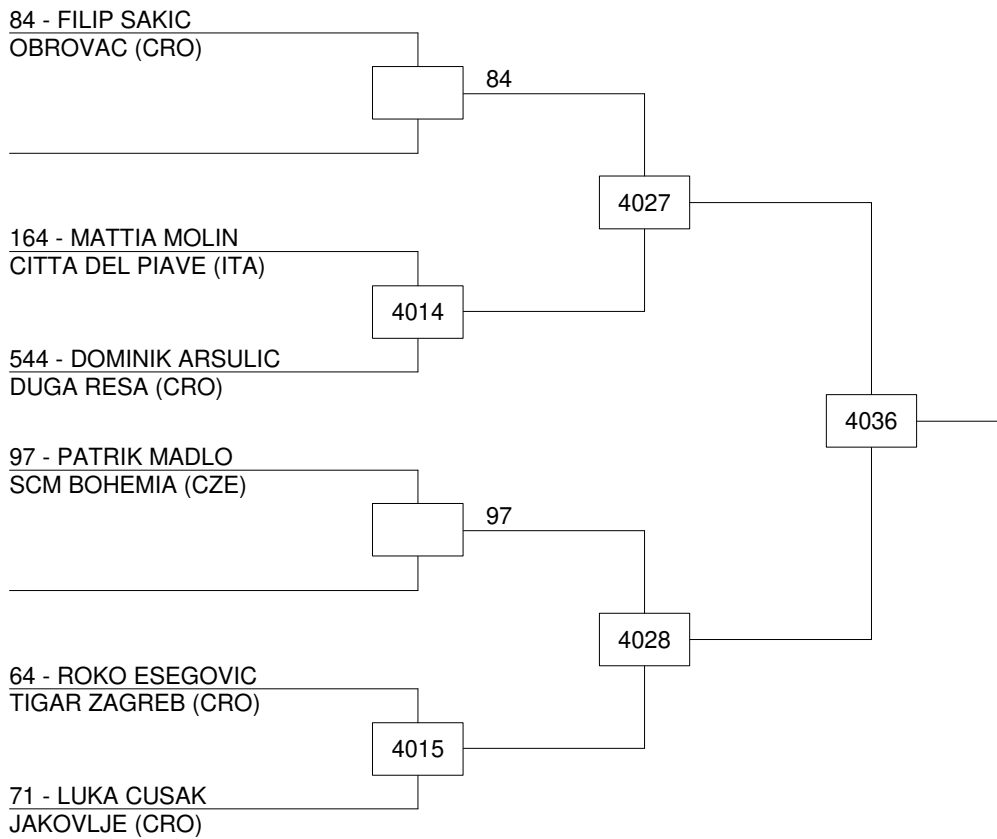 84 - FILIP SAKIC
OBROVAC (CRO)
84
4027
164 - MATTIA MOLIN
CITTA DEL PIAVE (ITA)
4014
544 - DOMINIK ARSULIC
DUGA RESA (CRO)
4036
97 - PATRIK MADLO
SCM BOHEMIA (CZE)
97
4028
64 - ROKO ESEGOVIC
TIGAR ZAGREB (CRO)
4015
71 - LUKA CUSAK
JAKOVLJE (CRO)